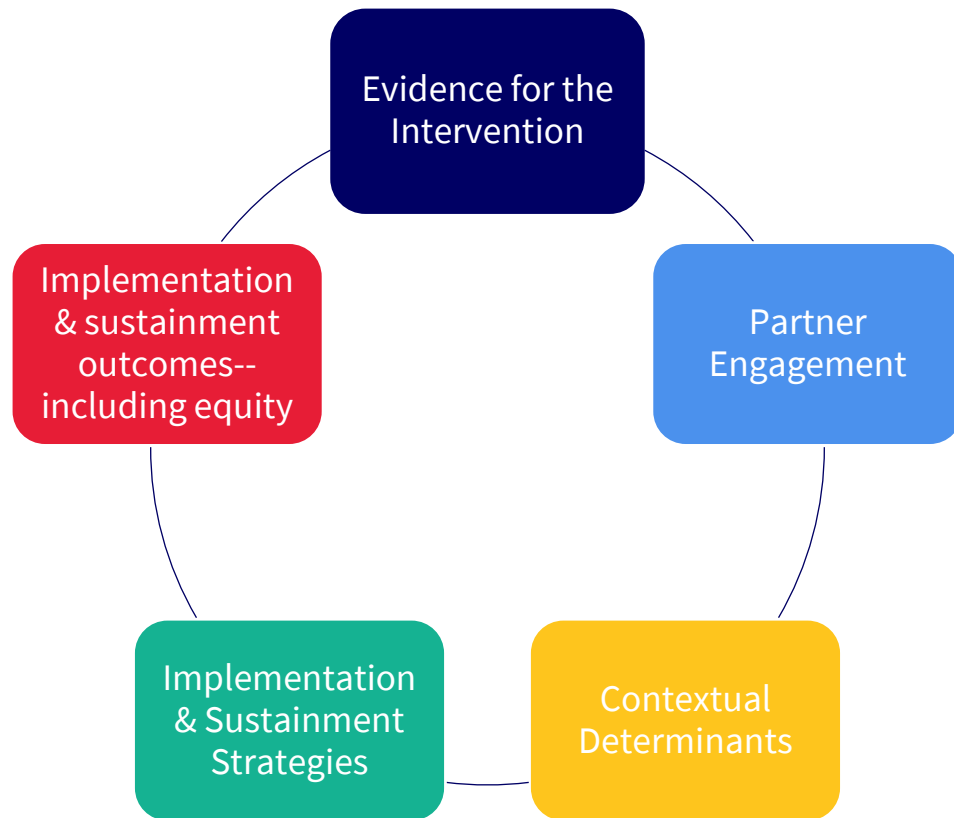 Evidence for the
Intervention
Partner
Engagement
Contextual
Determinants
Implementation
& Sustainment
Strategies
Implementation
& sustainment
outcomes--
including equity